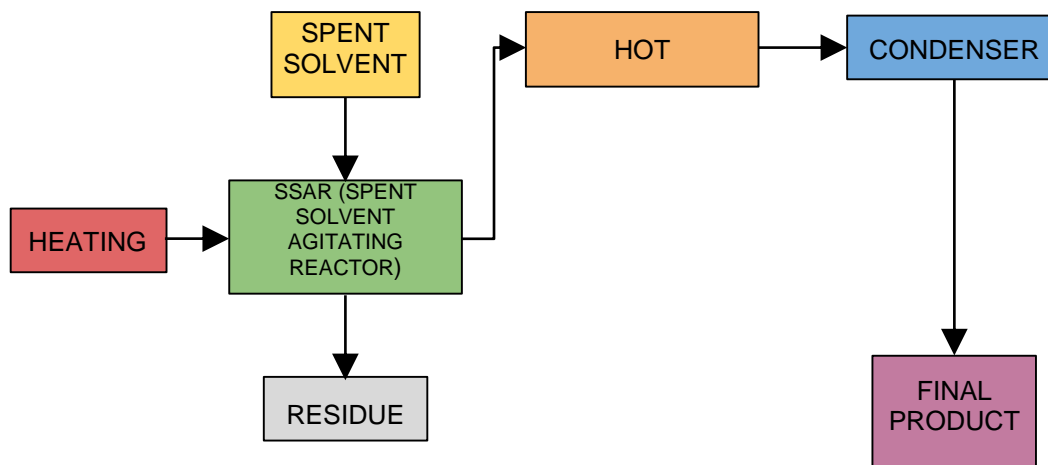 SPENT
SOLVENT
HOT
CONDENSER
SSAR (SPENT
SOLVENT
AGITATING
REACTOR)
HEATING
RESIDUE
FINAL
PRODUCT